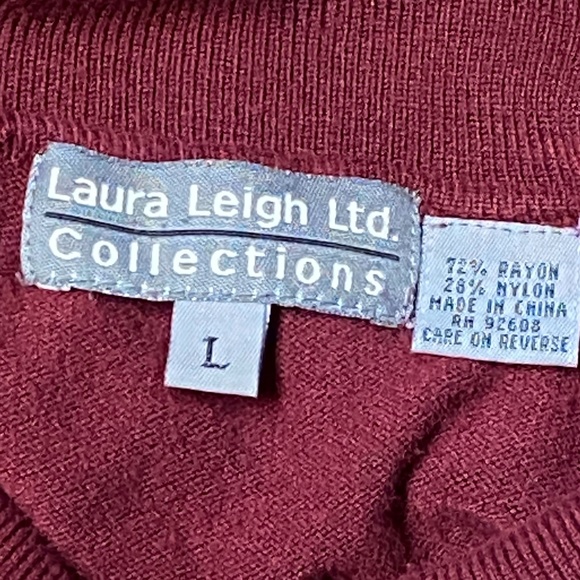 Laura Leigh Ltd.
Collections
L
72% RAYON
28% NYLON
MADE IN CHINA
RN 92608
CARE ON REVERSE